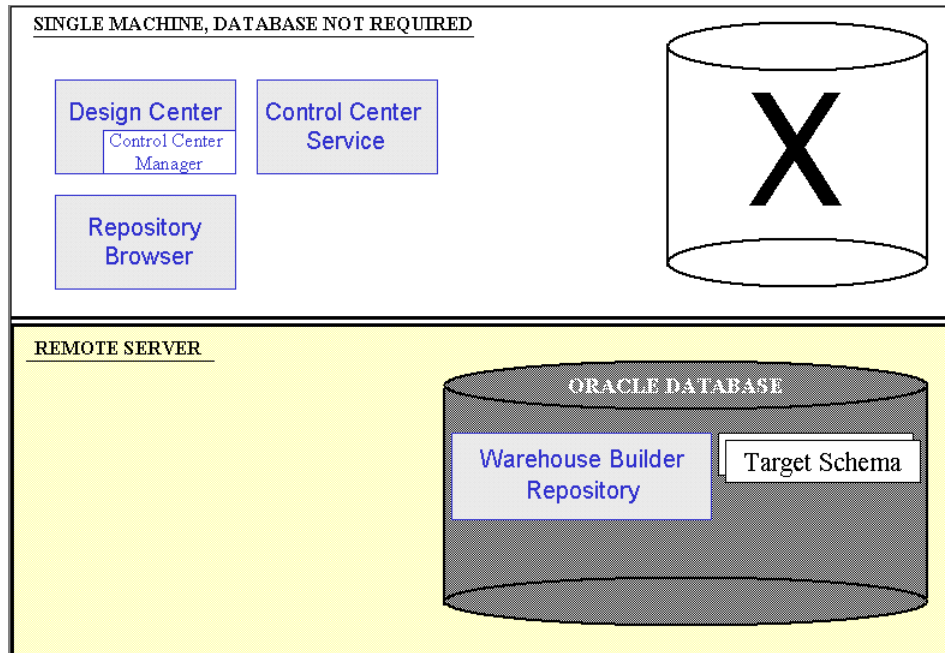 SINGLE MACHINE, DATABASE NOT REQUIRED
Design Center
Control Center
Manager
Control Center
Service
Repository
Browser
X
REMOTE SERVER
ORACLE DATABASE
Warehouse Builder
Repository
Target Schema